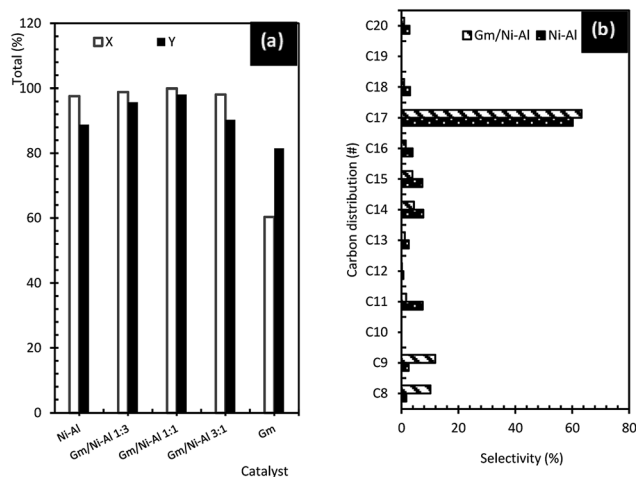 120
100
80
60
40
20
0
Total (%)
X
Y
(a)
Ni-Al
Gm/Ni-Al 1:3
Gm/Ni-Al 1:1
Gm/Ni-Al 3:1
Gm
Catalyst
Gm/Ni-Al
Ni-Al
(b)
C20
C19
C18
C17
C16
C15
C14
C13
C12
C11
C10
C9
C8
Carbon distribution (#)
0
20
40
60
80
Selectivity (%)